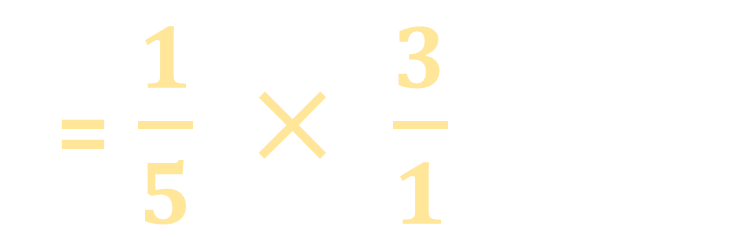 = 1/5 × 3/1